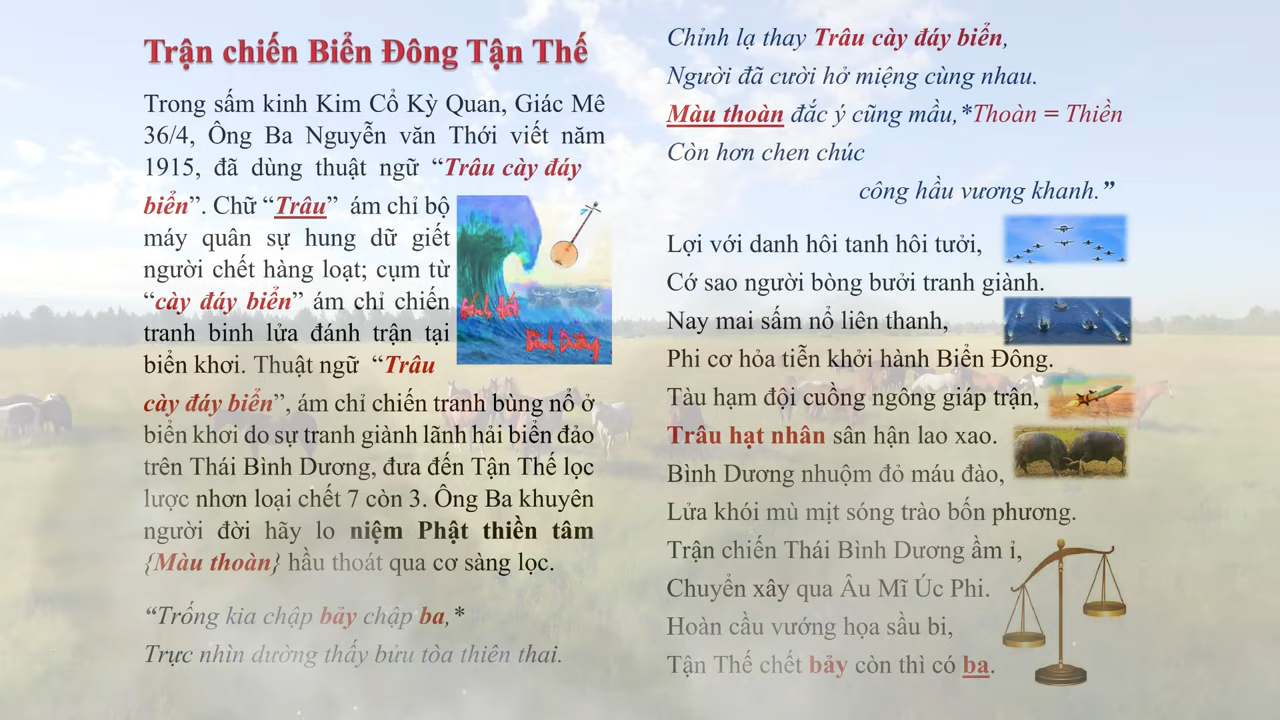 Trận chiến Biển Đông Tận Thế
Trong sấm kinh Kim Cổ Kỳ Quan, Giác Mê
36/4, Ông Ba Nguyễn văn Thới viết năm
1915, đã dùng thuật ngữ “Trâu cày đáy
biển”. Chữ “Trâu” ám chỉ bộ
máy quân sự hung dữ giết
người chết hàng loạt; cụm từ
“cày đáy biển” ám chỉ chiến
tranh binh lửa đánh trận tại
biển khơi. Thuật ngữ “Trâu
cày đáy biển”, ám chỉ chiến tranh bùng nổ ở
biển khơi do sự tranh giành lãnh hải biển đảo
trên Thái Bình Dương, đưa đến Tận Thế lọc
lược nhơn loại chết 7 còn 3. Ông Ba khuyên
người đời hãy lo niệm Phật thiền tâm
{Màu thoàn} hầu thoát qua cơ sàng lọc.
“Trống kia chập bảy chập ba,*
Trực nhìn dường thấy bửu tòa thiên thai.
Bình Dương
Chỉnh lạ thay Trâu cày đáy biển,
Người đã cười hở miệng cùng nhau.
Màu thoàn đắc ý cũng mầu,*Thoàn = Thiền
Còn hơn chen chúc
công hầu vương khanh.”
Lợi với danh hôi tanh hôi tưởi,
Cớ sao người bòng bưởi tranh giành.
Nay mai sấm nổ liên thanh,
Phi cơ hỏa tiễn khởi hành Biển Đông.
Tàu hạm đội cuồng ngông giáp trận,
Trâu hạt nhân sân hận lao xao.
Bình Dương nhuộm đỏ máu đào,
Lửa khói mù mịt sóng trào bốn phương.
Trận chiến Thái Bình Dương ầm ỉ,
Chuyển xây qua Âu Mĩ Úc Phi.
Hoàn cầu vướng họa sầu bi,
Tận Thế chết bảy còn thì có ba.